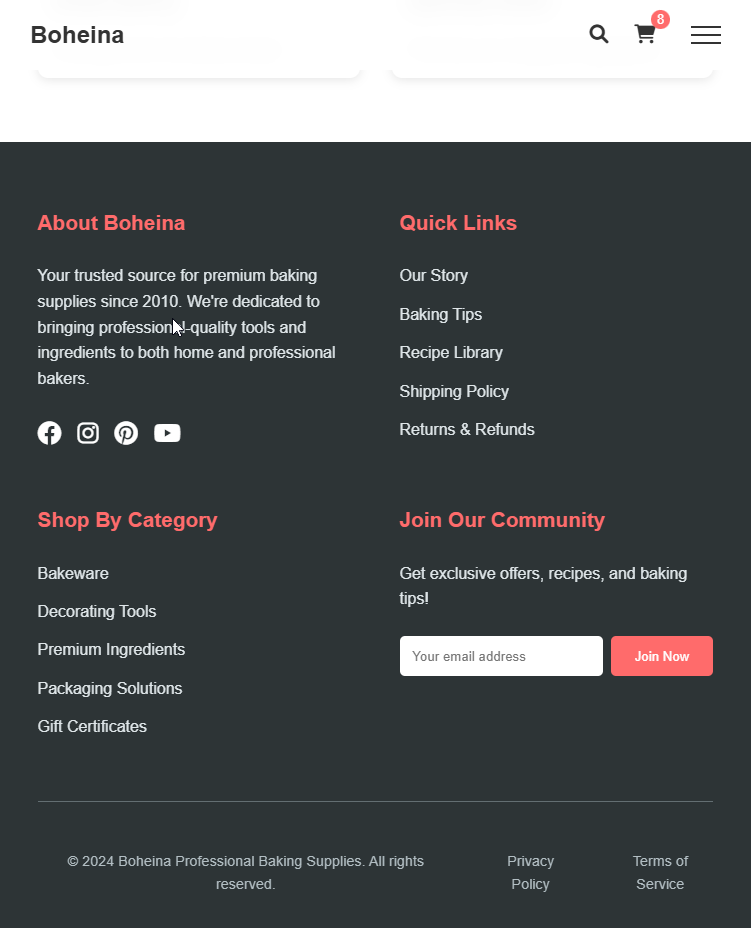 Boheina
8
About Boheina
Your trusted source for premium baking
supplies since 2010. We're dedicated to
bringing professional-quality tools and
ingredients to both home and professional
bakers.
Quick Links
Our Story
Baking Tips
Recipe Library
Shipping Policy
Returns & Refunds
Shop By Category
Bakeware
Decorating Tools
Premium Ingredients
Packaging Solutions
Gift Certificates
Join Our Community
Get exclusive offers, recipes, and baking
tips!
Your email address
Join Now
© 2024 Boheina Professional Baking Supplies. All rights
reserved.
Privacy
Policy
Terms of
Service